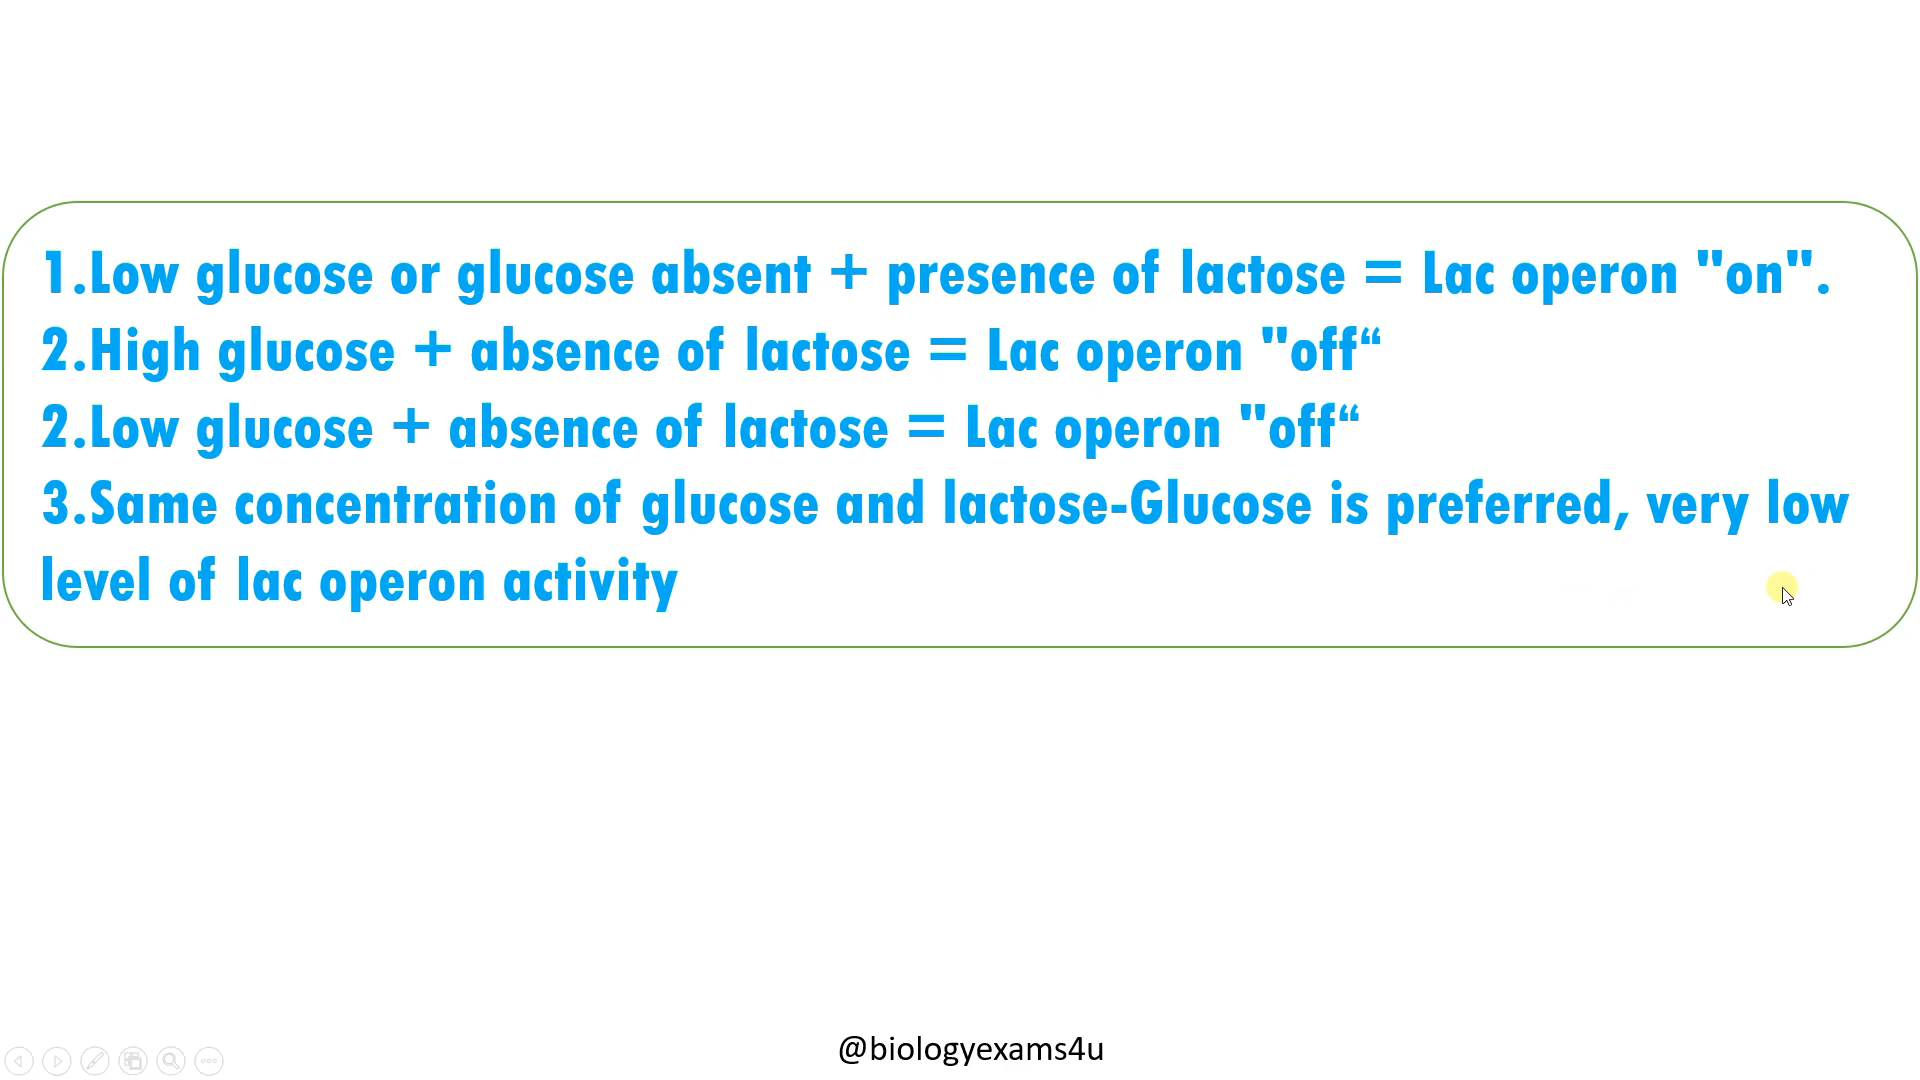 1.Low glucose or glucose absent + presence of lactose = Lac operon "on".
2.High glucose + absence of lactose = Lac operon "off“
2.Low glucose + absence of lactose = Lac operon "off“
3.Same concentration of glucose and lactose-Glucose is preferred, very low
level of lac operon activity
@biologyexams4u